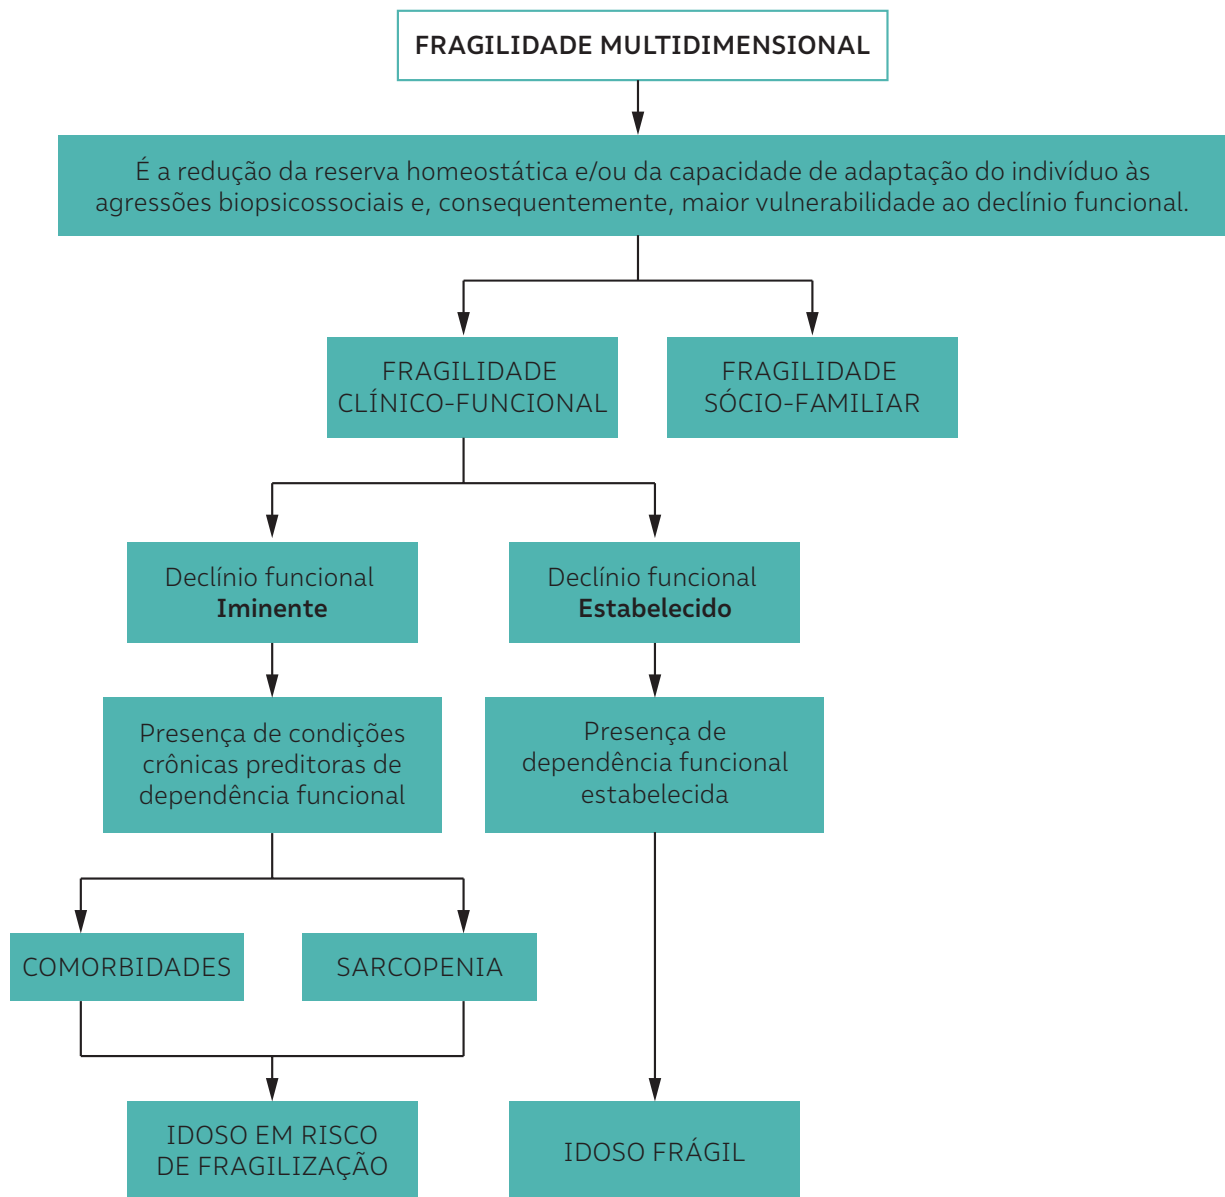 FRAGILIDADE MULTIDIMENSIONAL
É a redução da reserva homeostática e/ou da capacidade de adaptação do indivíduo às
agressões biopsicossociais e, consequentemente, maior vulnerabilidade ao declínio funcional.
FRAGILIDADE
CLÍNICO-FUNCIONAL
FRAGILIDADE
SÓCIO-FAMILIAR
Declínio funcional
Iminente
Declínio funcional
Estabelecido
Presença de condições
crônicas preditoras de
dependência funcional
Presença de
dependência funcional
estabelecida
COMORBIDADES
SARCOPENIA
IDOSO EM RISCO
DE FRAGILIZAÇÃO
IDOSO FRÁGIL